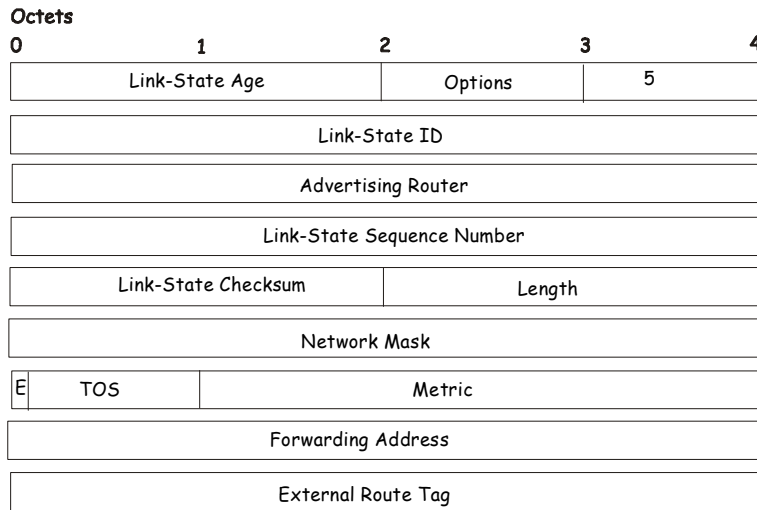 Octets
0 1 2 3 4
Link-State Age Options 5
Link-State ID
Advertising Router
Link-State Sequence Number
Link-State Checksum Length
Network Mask
E TOS Metric
Forwarding Address
External Route Tag